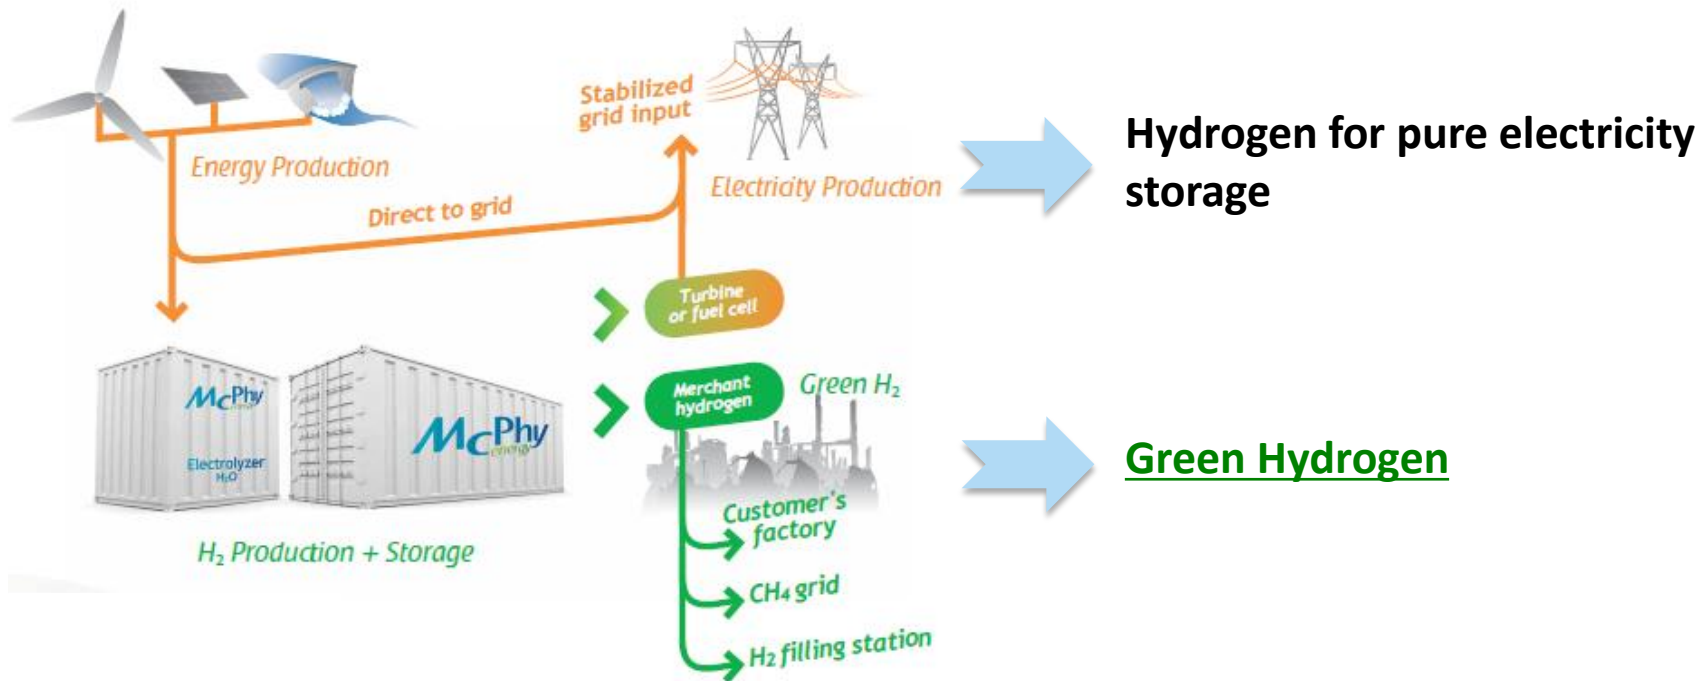 Stabilized
grid input
Energy Production
Electricity Production
Direct to grid
Hydrogen for pure electricity
storage
Turbine
or fuel cell
McPhy
energy
Electrolyzer
H₂O
McPhy
energy
Merchant
hydrogen
Green H₂
Green Hydrogen
H₂ Production + Storage
Customer's
factory
CH₄ grid
H₂ filling station